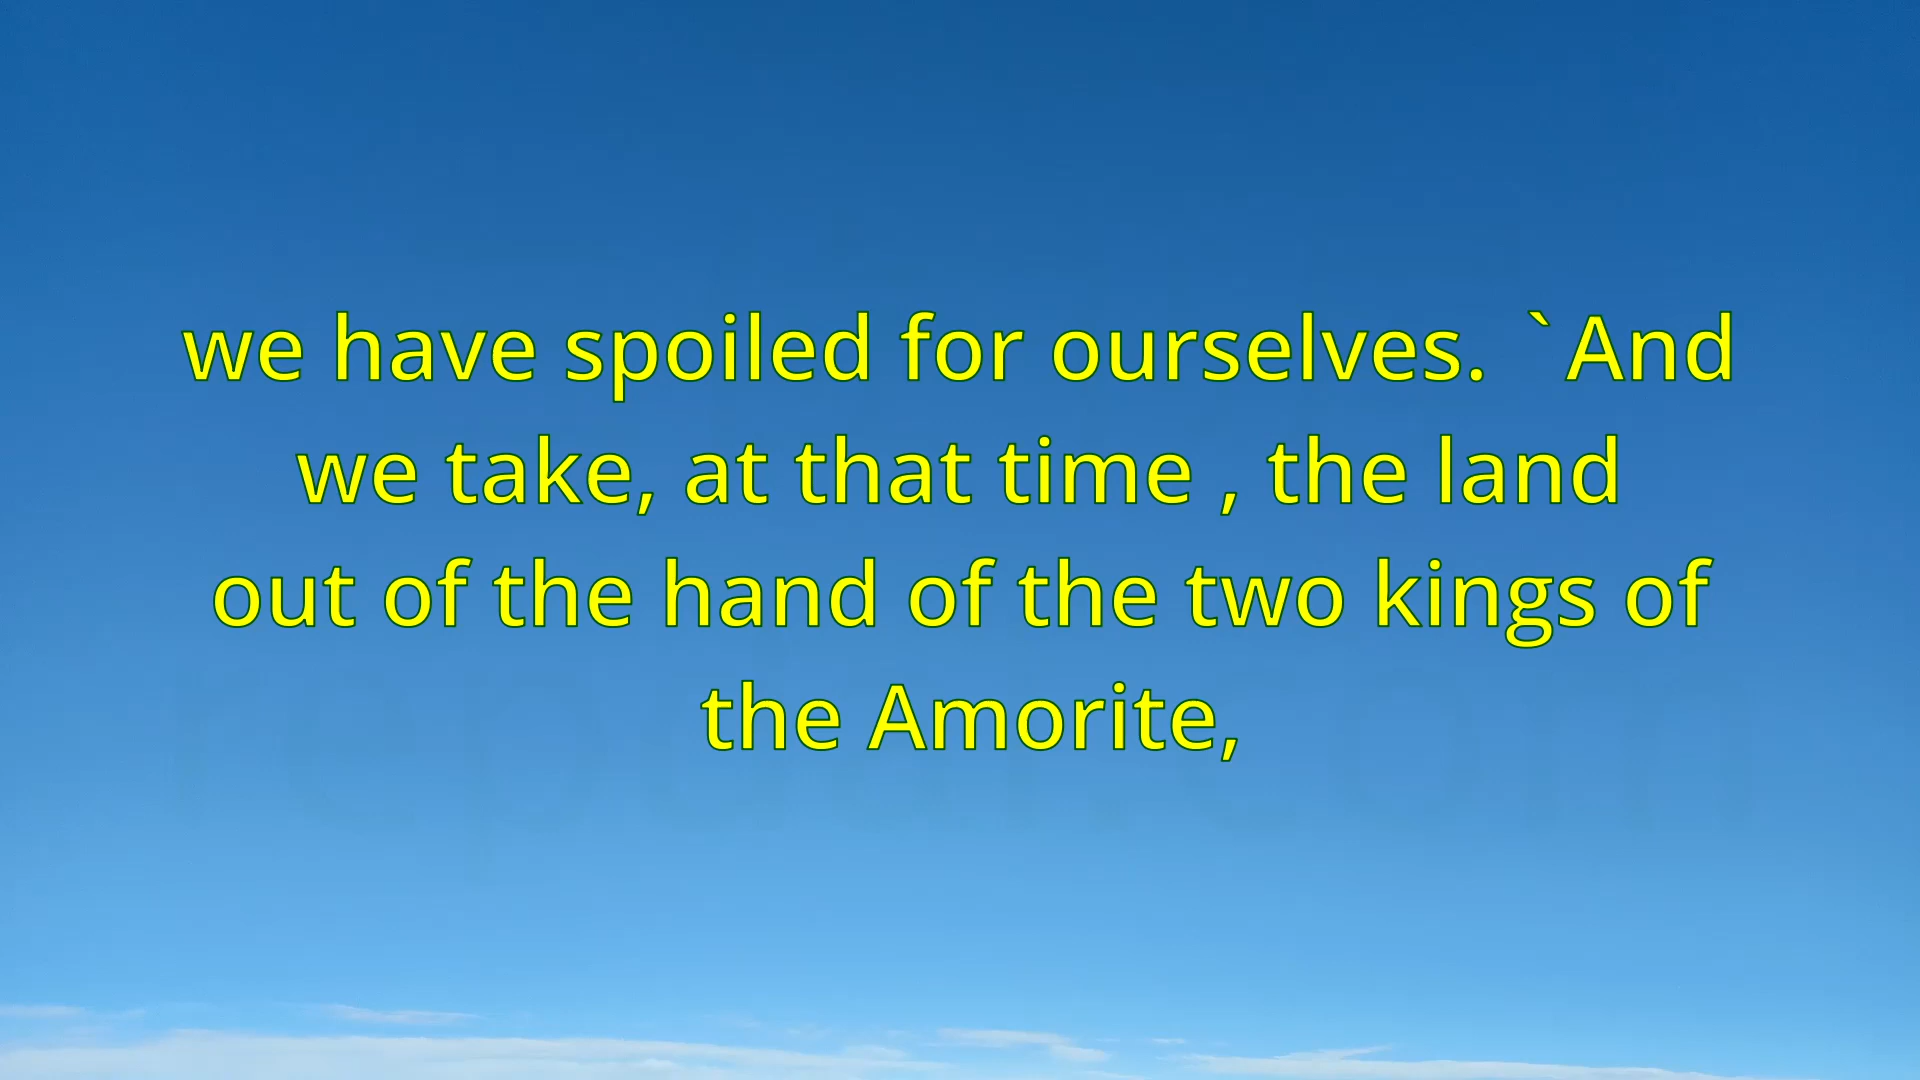 we have spoiled for ourselves. `And
we take, at that time , the land
out of the hand of the two kings of
the Amorite,